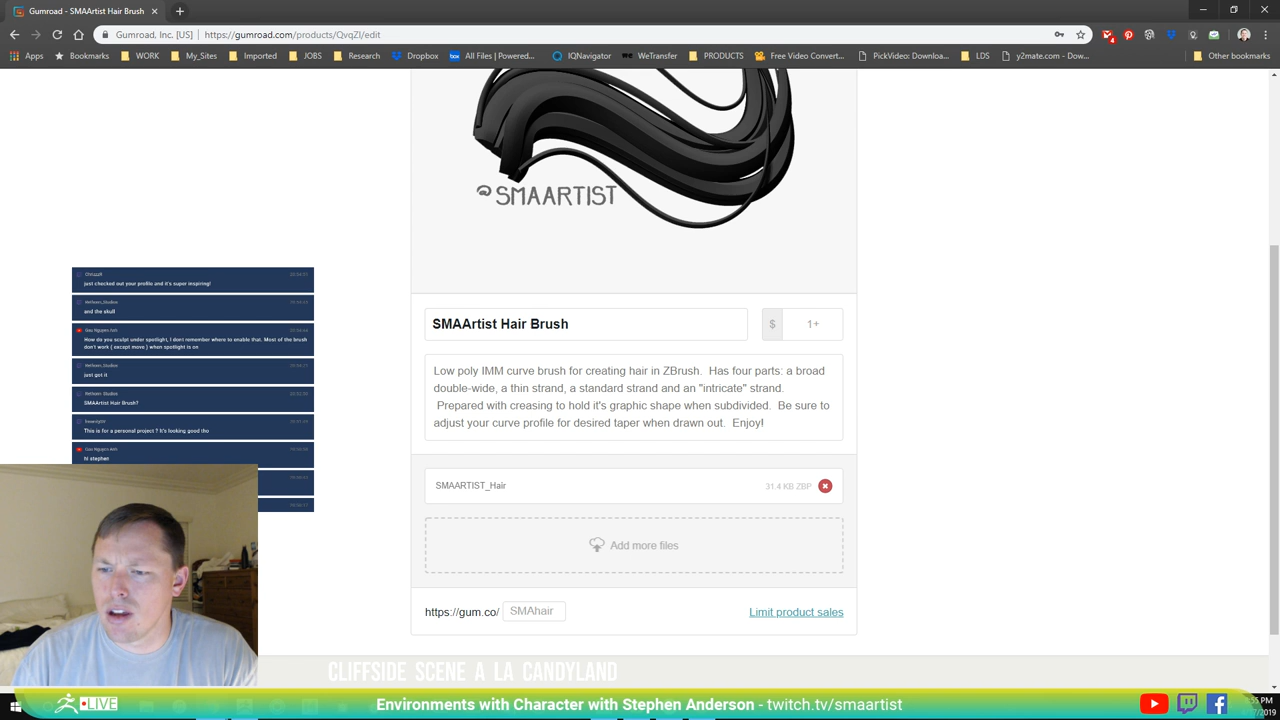 Gumroad
Gumroad, Inc. [US] | https://gumroad.com/products/QvqZI/edit
Apps Bookmarks WORK My_Sites Imported JOBS Research Dropbox All Files | Powered... IQNavigator WeTransfer PRODUCTS Free Video Convert... PickVideo: Downloa... LDS y2mate.com - Dow... Other bookmarks
@SMAARTIST
just checked out your profile and it's super inspiring!
and the skull
How do you sculpt under spotlight, I dont remember where to enable that. Most of the brush
don't work ( except move ) when spotlight is on
just got it
SMAArtist Hair Brush?
This is for a personal project ? It's looking good tho
hi stephen
SMAArtist Hair Brush
$ 1+
Low poly IMM curve brush for creating hair in ZBrush.  Has four parts: a broad
double-wide, a thin strand, a standard strand and an "intricate" strand.
Prepared with creasing to hold it's graphic shape when subdivided.  Be sure to
adjust your curve profile for desired taper when drawn out.  Enjoy!
SMAARTIST_Hair 31.4 KB ZBP
Add more files
https://gum.co/ SMAhair Limit product sales
CLIFFSIDE SCENE A LA CANDYLAND
LIVE Environments with Character with Stephen Anderson - twitch.tv/smaartist